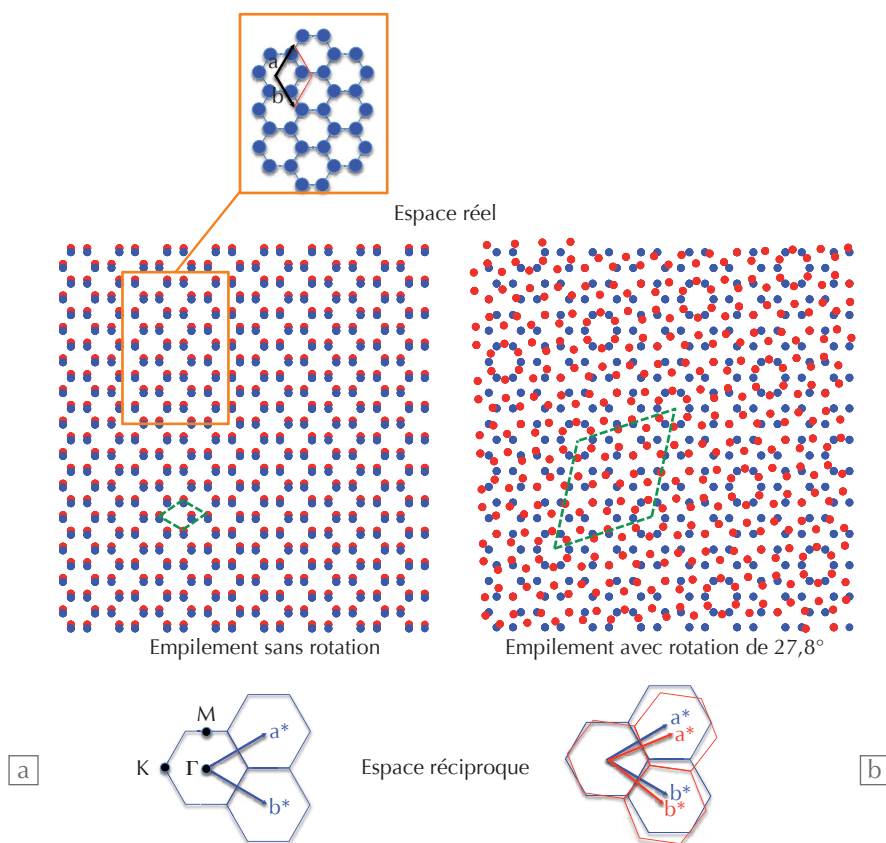 a
b
Espace réel
Empilement sans rotation
Empilement avec rotation de 27,8°
M
a*
K
Γ
b*
a
Espace réciproque
a*
a*
b*
b*
b